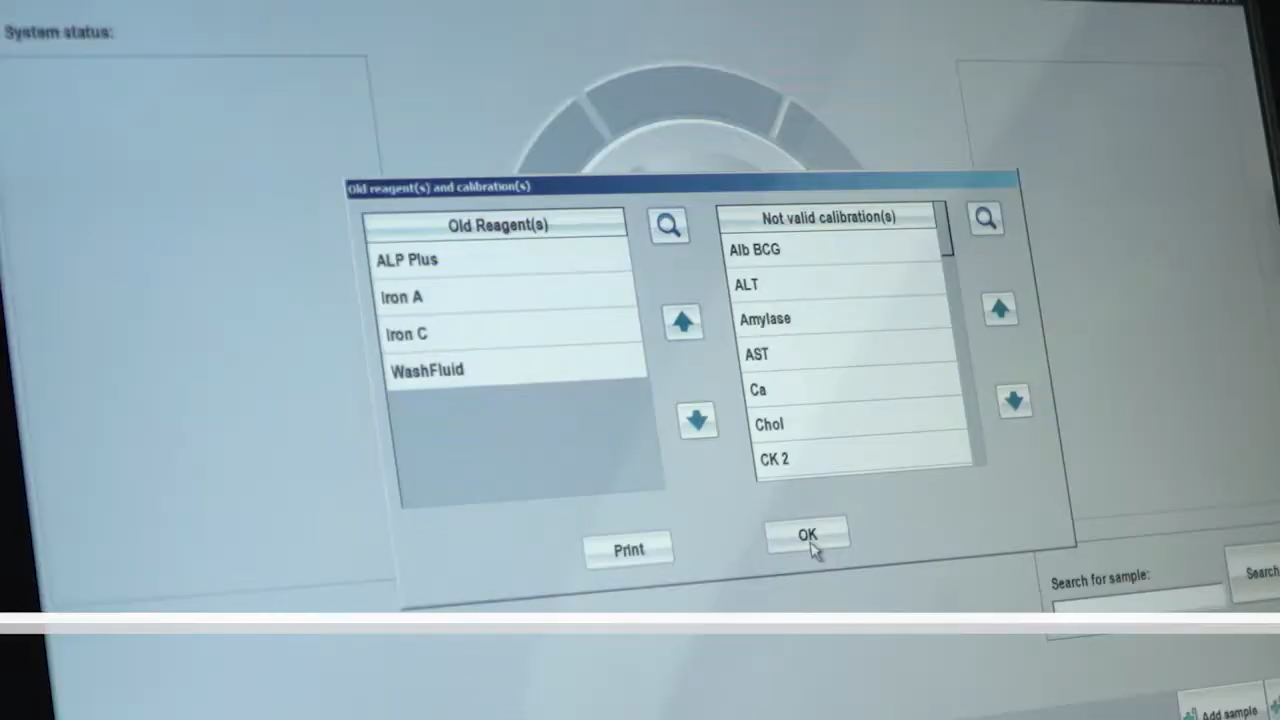 System status:
Old reagent(s) and calibration(s)
Old Reagent(s)
ALP Plus
Iron A
Iron C
WashFluid
Not valid calibration(s)
Alb BCG
ALT
Amylase
AST
Ca
Chol
CK 2
Print
OK
Search for sample:
Search
Add sample